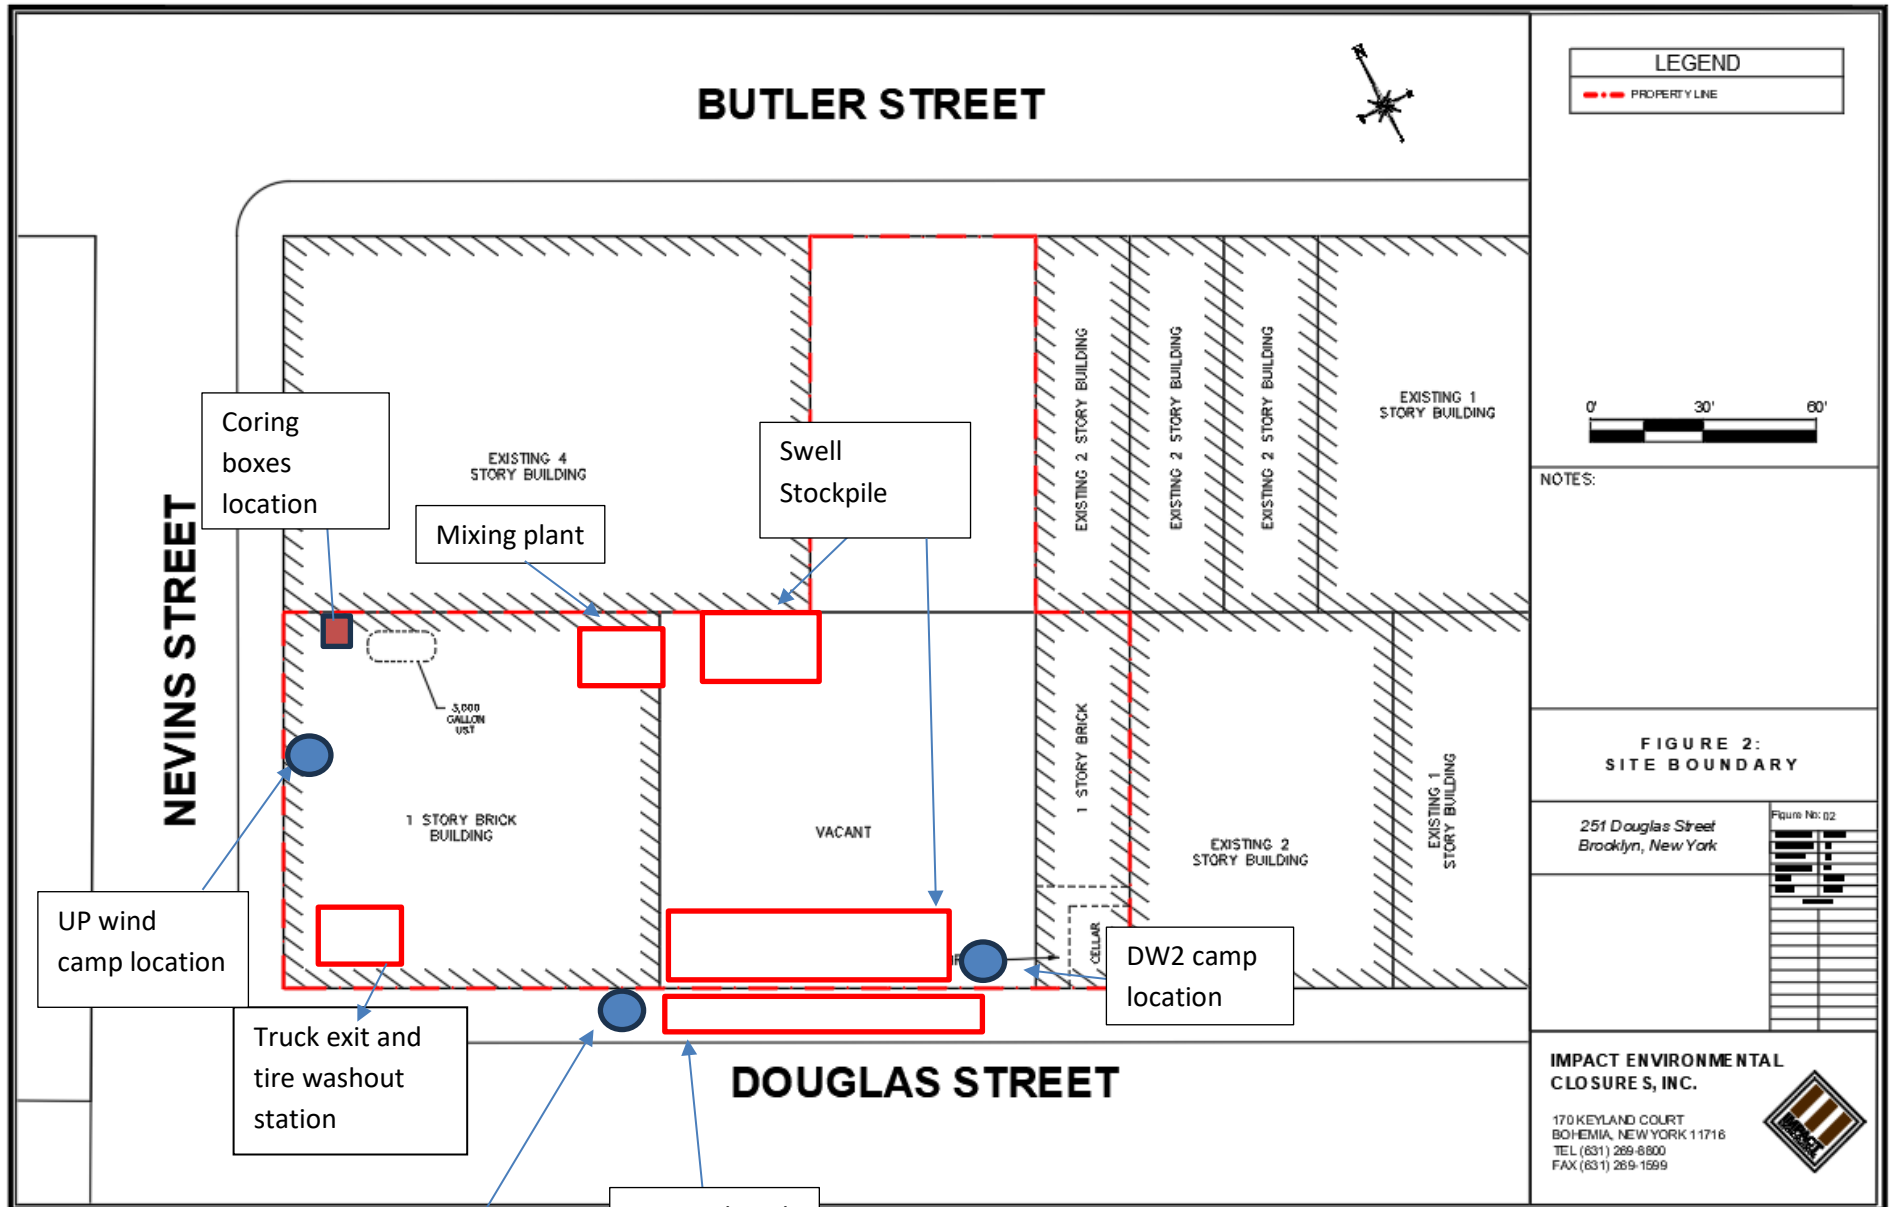 BUTLER STREET
N
LEGEND
PROPERTY LINE
0' 30' 60'
NOTES:
Coring
boxes
location
EXISTING 4
STORY BUILDING
Mixing plant
Swell
Stockpile
EXISTING 2 STORY BUILDING
EXISTING 2 STORY BUILDING
EXISTING 2 STORY BUILDING
EXISTING 1
STORY BUILDING
NEVINS STREET
3,000
GALLON
UST
1 STORY BRICK
BUILDING
VACANT
1 STORY BRICK
CELLAR
EXISTING 2
STORY BUILDING
EXISTING 1
STORY BUILDING
UP wind
camp location
DW2 camp
location
Truck exit and
tire washout
station
DOUGLAS STREET
FIGURE 2:
SITE BOUNDARY
251 Douglas Street
Brooklyn, New York
Figure No: 02
IMPACT ENVIRONMENTAL
CLOSURES, INC.
170 KEYLAND COURT
BOHEMIA, NEW YORK 11716
TEL (631) 269-8800
FAX (631) 269-1599